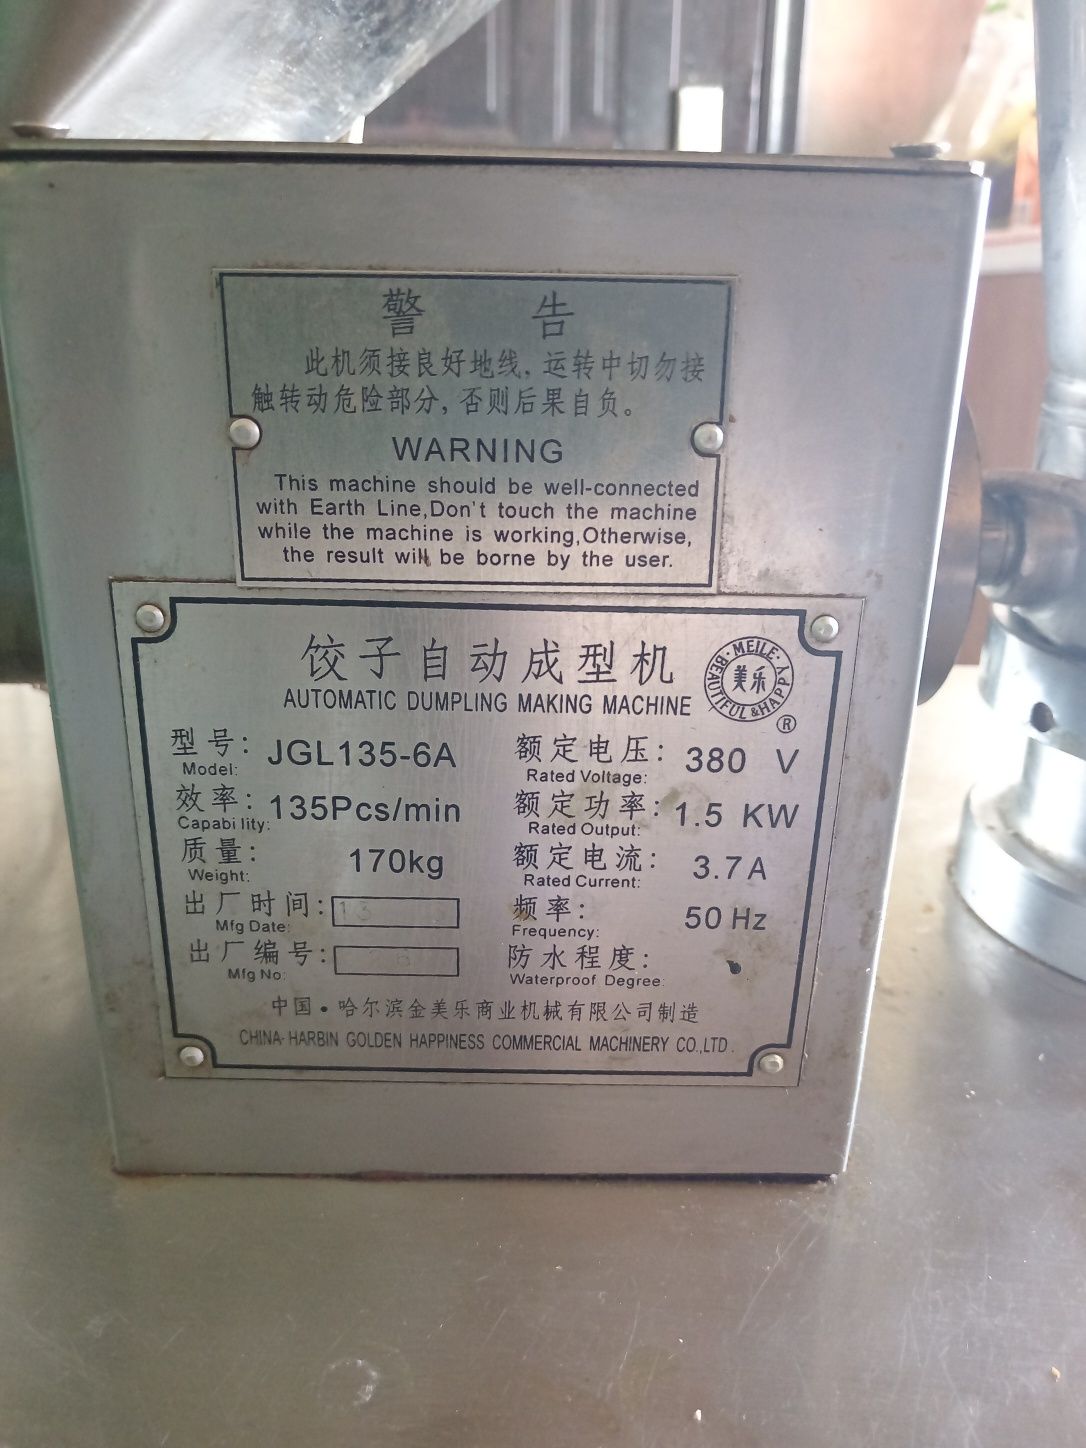 警 告
此机须接良好地线，运转中切勿接
触转动危险部分，否则后果自负。
WARNING
This machine should be well-connected
with Earth Line,Don't touch the machine
while the machine is working,Otherwise,
the result will be borne by the user.
饺子自动成型机
AUTOMATIC DUMPLING MAKING MACHINE
·MEILE·
美乐
BEAUTIFUL &HAPPY
®
型号: JGL135-6A
Model:
效率: 135Pcs/min
Capability:
质量: 170kg
Weight:
出厂时间:
Mfg Date:
出厂编号:
Mfg No:
额定电压: 380 V
Rated Voltage:
额定功率: 1.5 KW
Rated Output:
额定电流: 3.7A
Rated Current:
频率: 50 Hz
Frequency:
防水程度:
Waterproof Degree:
中国·哈尔滨金美乐商业机械有限公司制造
CHINA·HARBIN GOLDEN HAPPINESS COMMERCIAL MACHINERY CO.,LTD.